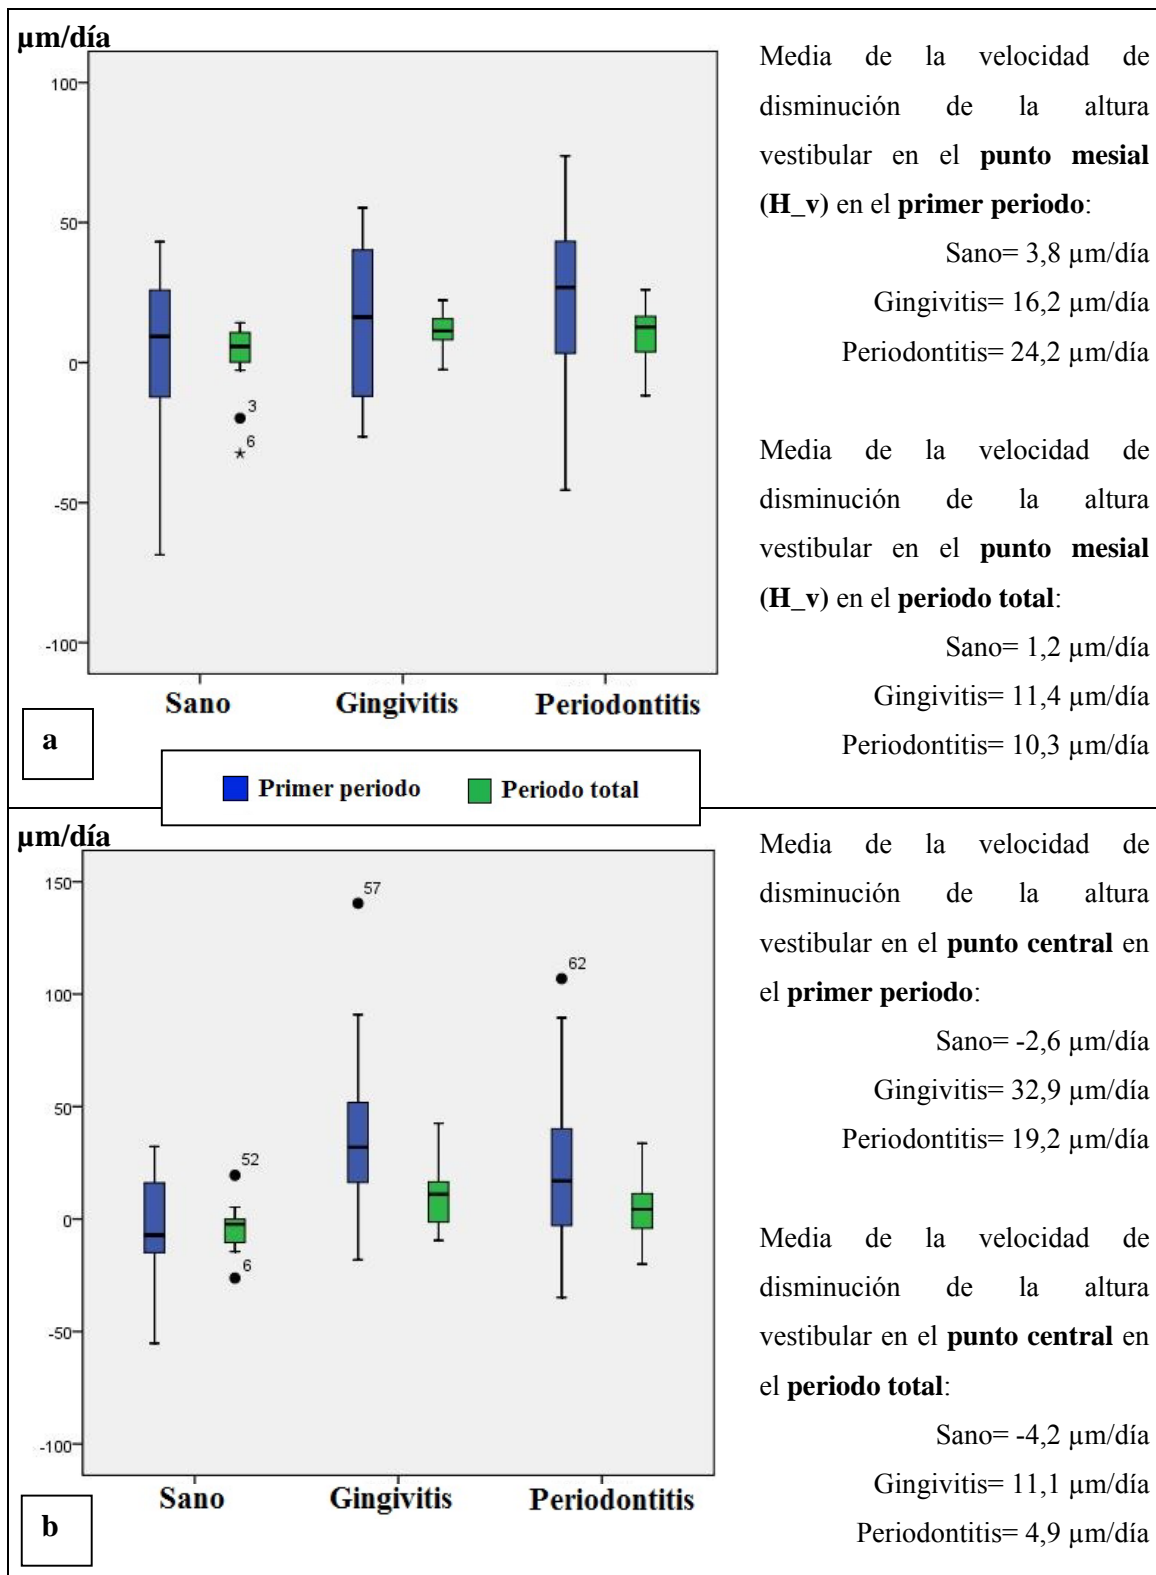 µm/día
100
50
0
-50
-100
3
6
Sano
Gingivitis
Periodontitis
a
Media de la velocidad de
disminución de la altura
vestibular en el punto mesial
(H_v) en el primer periodo:
Sano= 3,8 µm/día
Gingivitis= 16,2 µm/día
Periodontitis= 24,2 µm/día
Media de la velocidad de
disminución de la altura
vestibular en el punto mesial
(H_v) en el periodo total:
Sano= 1,2 µm/día
Gingivitis= 11,4 µm/día
Periodontitis= 10,3 µm/día
Primer periodo
Periodo total
µm/día
150
100
50
0
-50
-100
52
6
57
62
Sano
Gingivitis
Periodontitis
b
Media de la velocidad de
disminución de la altura
vestibular en el punto central en
el primer periodo:
Sano= -2,6 µm/día
Gingivitis= 32,9 µm/día
Periodontitis= 19,2 µm/día
Media de la velocidad de
disminución de la altura
vestibular en el punto central en
el periodo total:
Sano= -4,2 µm/día
Gingivitis= 11,1 µm/día
Periodontitis= 4,9 µm/día